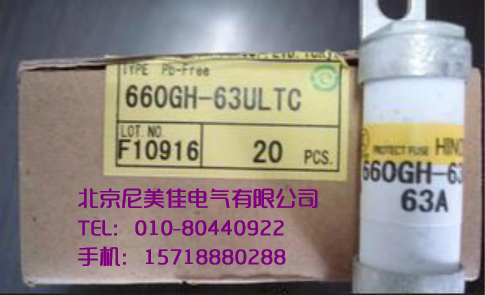 TYPE Pb-Free
660GH-63ULTC
LOT. NO.
F10916
20 PCS.
PROTECT FUSE
660GH-63
63A
北京尼美佳电气有限公司
TEL: 010-80440922
手机: 15718880288